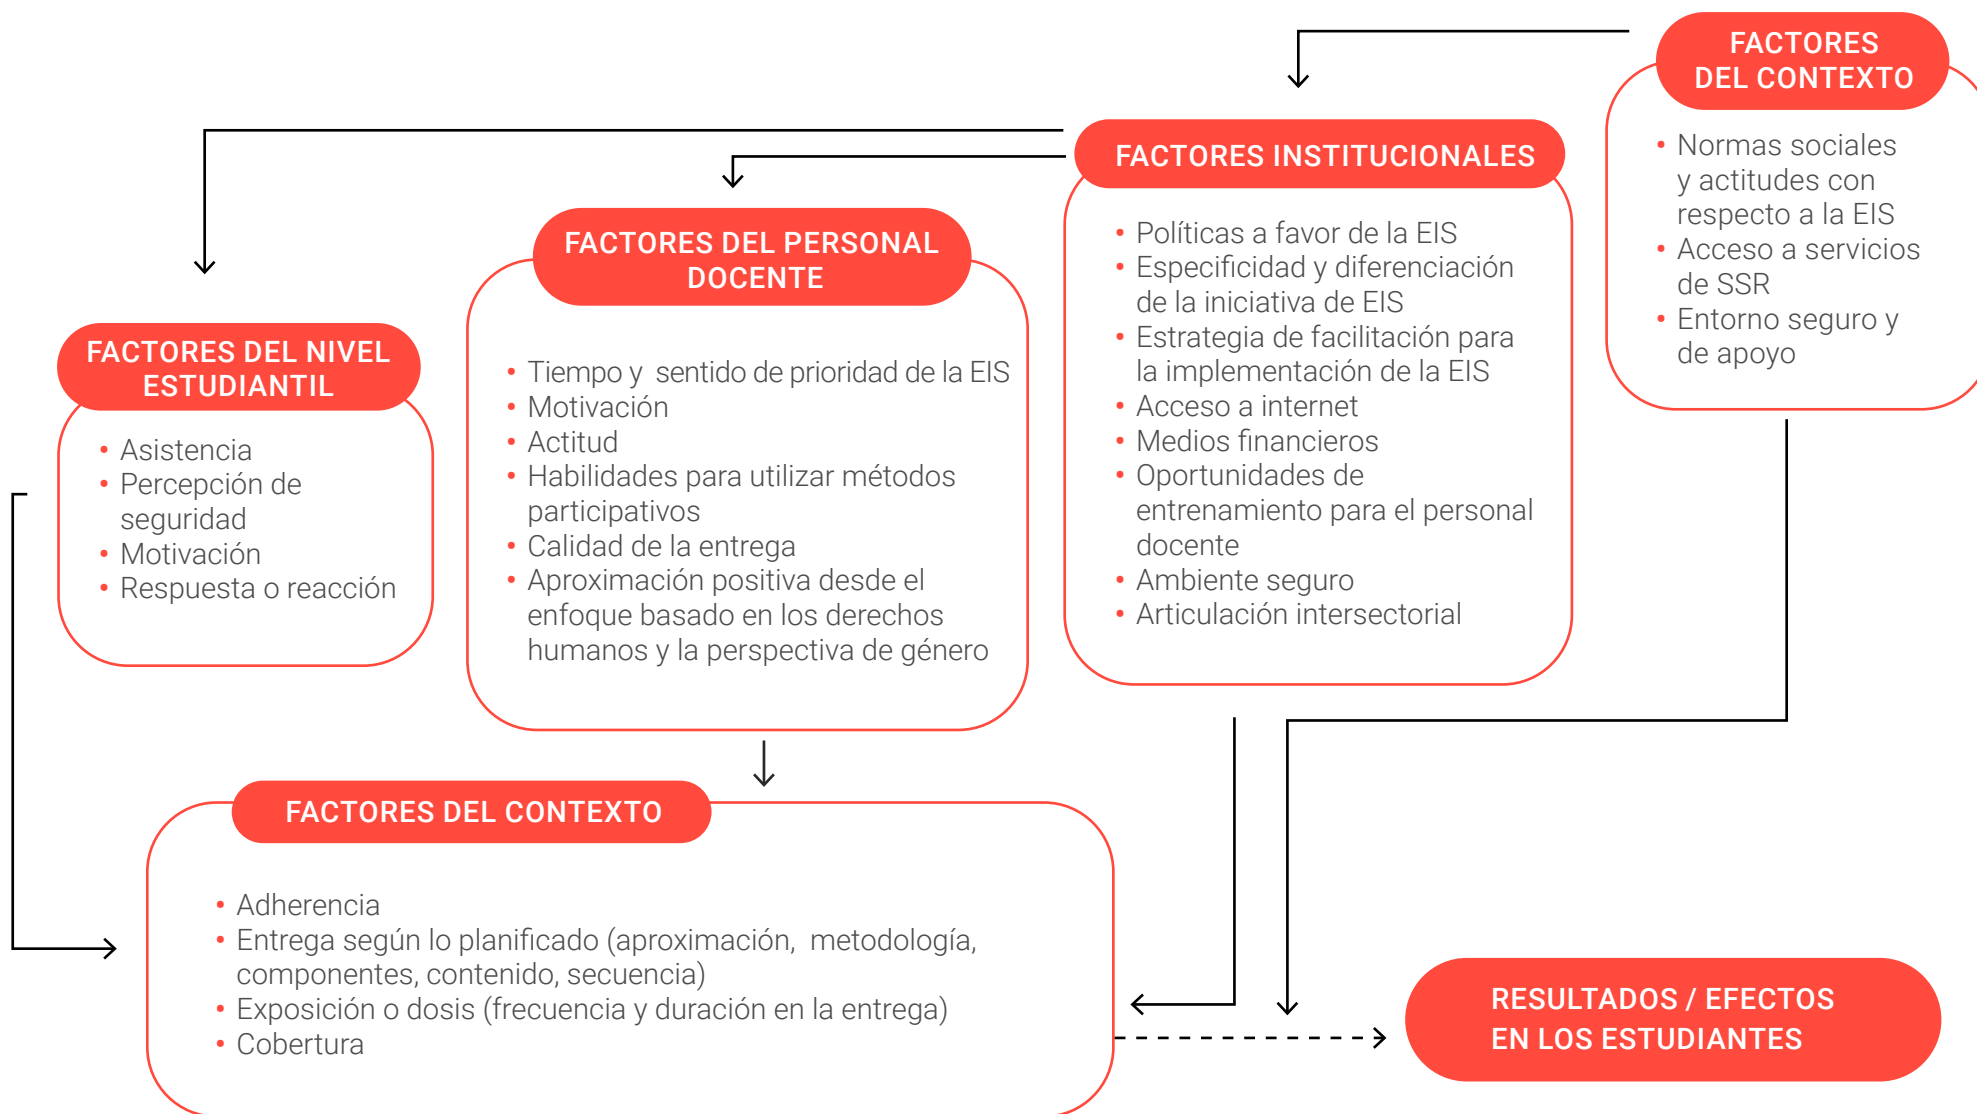 FACTORES
DEL CONTEXTO
• Normas sociales
y actitudes con
respecto a la EIS
• Acceso a servicios
de SSR
• Entorno seguro y
de apoyo
FACTORES INSTITUCIONALES
• Políticas a favor de la EIS
• Especificidad y diferenciación
de la iniciativa de EIS
• Estrategia de facilitación para
la implementación de la EIS
• Acceso a internet
• Medios financieros
• Oportunidades de
entrenamiento para el personal
docente
• Ambiente seguro
• Articulación intersectorial
FACTORES DEL PERSONAL
DOCENTE
• Tiempo y sentido de prioridad de la EIS
• Motivación
• Actitud
• Habilidades para utilizar métodos
participativos
• Calidad de la entrega
• Aproximación positiva desde el
enfoque basado en los derechos
humanos y la perspectiva de género
FACTORES DEL NIVEL
ESTUDIANTIL
• Asistencia
• Percepción de
seguridad
• Motivación
• Respuesta o reacción
FACTORES DEL CONTEXTO
• Adherencia
• Entrega según lo planificado (aproximación, metodología,
componentes, contenido, secuencia)
• Exposición o dosis (frecuencia y duración en la entrega)
• Cobertura
RESULTADOS / EFECTOS
EN LOS ESTUDIANTES